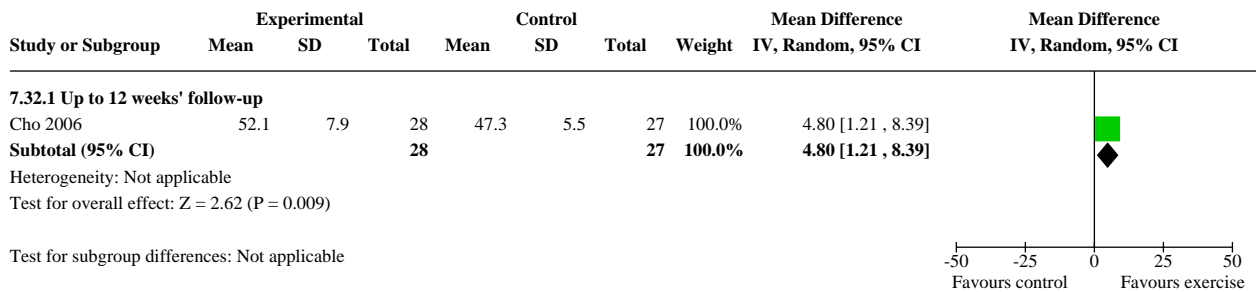 Experimental Control Mean Difference Mean Difference
Study or Subgroup Mean SD Total Mean SD Total Weight IV, Random, 95% CI IV, Random, 95% CI
7.32.1 Up to 12 weeks' follow-up
Cho 2006 52.1 7.9 28 47.3 5.5 27 100.0% 4.80 [1.21 , 8.39]
Subtotal (95% CI) 28 27 100.0% 4.80 [1.21 , 8.39]
Heterogeneity: Not applicable
Test for overall effect: Z = 2.62 (P = 0.009)
Test for subgroup differences: Not applicable
-50 -25 0 25 50
Favours control Favours exercise